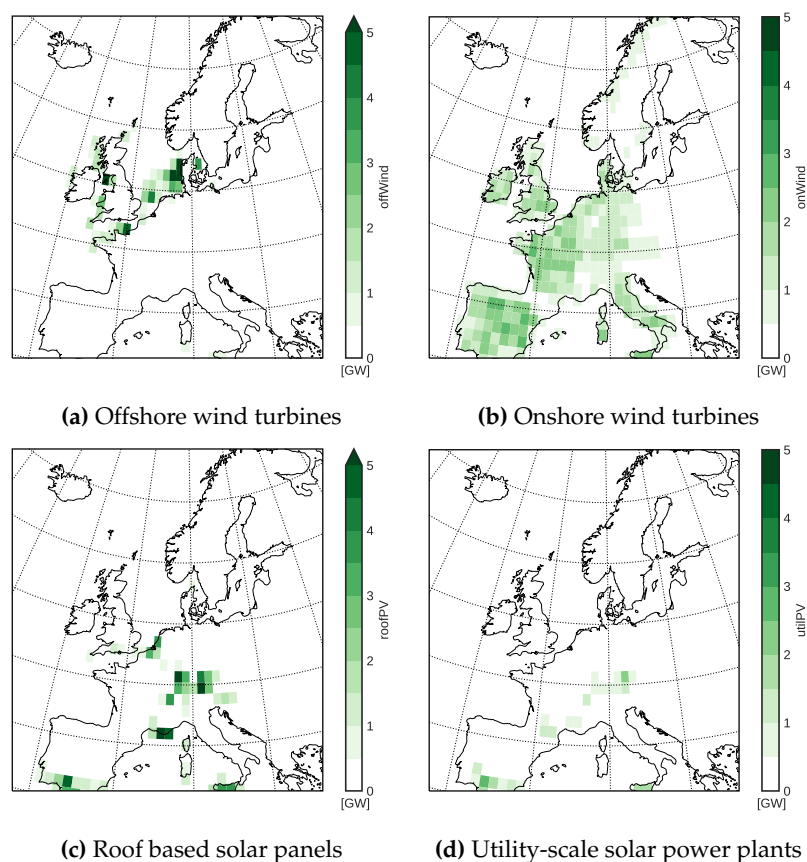 5
4
3
2
1
0
offWind
[GW]
5
4
3
2
1
0
onWind
[GW]
(a) Offshore wind turbines
(b) Onshore wind turbines
5
4
3
2
1
0
roofPV
[GW]
5
4
3
2
1
0
utilPV
[GW]
(c) Roof based solar panels
(d) Utility-scale solar power plants